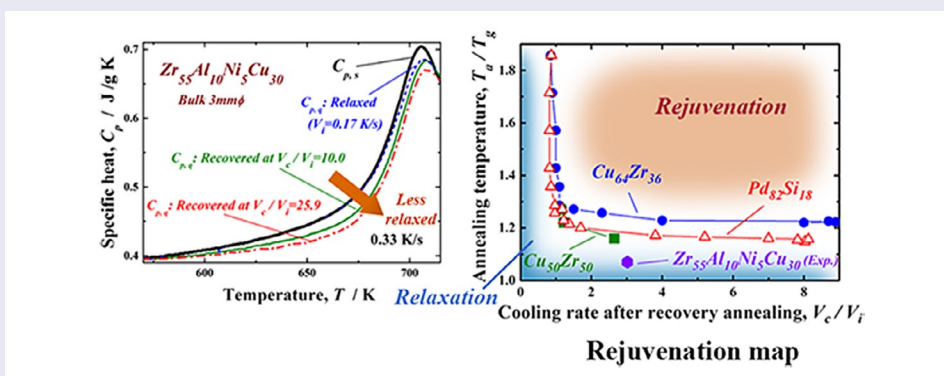 Specific heat, Cp / J /g K
0.7
0.6
0.5
0.4
600
650
700
Temperature, T / K
Zr55Al10Ni5Cu30
Bulk 3mmϕ
Cp,s
Cp,q: Relaxed
(Vi=0.17 K/s)
Cp,q: Recovered at Vc / Vi=10.0
Cp,q: Recovered at Vc / Vi=25.9
Less
relaxed
0.33 K/s
Annealing temperature, Ta / Tg
1.8
1.6
1.4
1.2
1.0
0
2
4
6
8
Cooling rate after recovery annealing, Vc / Vi
Rejuvenation
Cu64Zr36
Pd82Si18
Cu50Zr50
Zr55Al10Ni5Cu30(Exp.)
Relaxation
Rejuvenation map